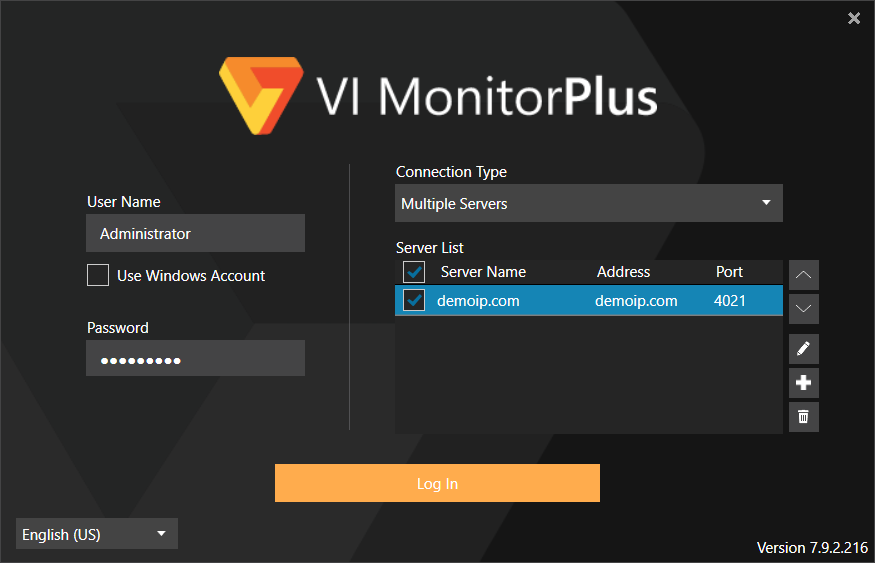 VI MonitorPlus
User Name
Administrator
Use Windows Account
Password
●●●●●●●●●
Connection Type
Multiple Servers
Server List
Server Name Address Port
demoip.com demoip.com 4021
Log In
English (US)
Version 7.9.2.216